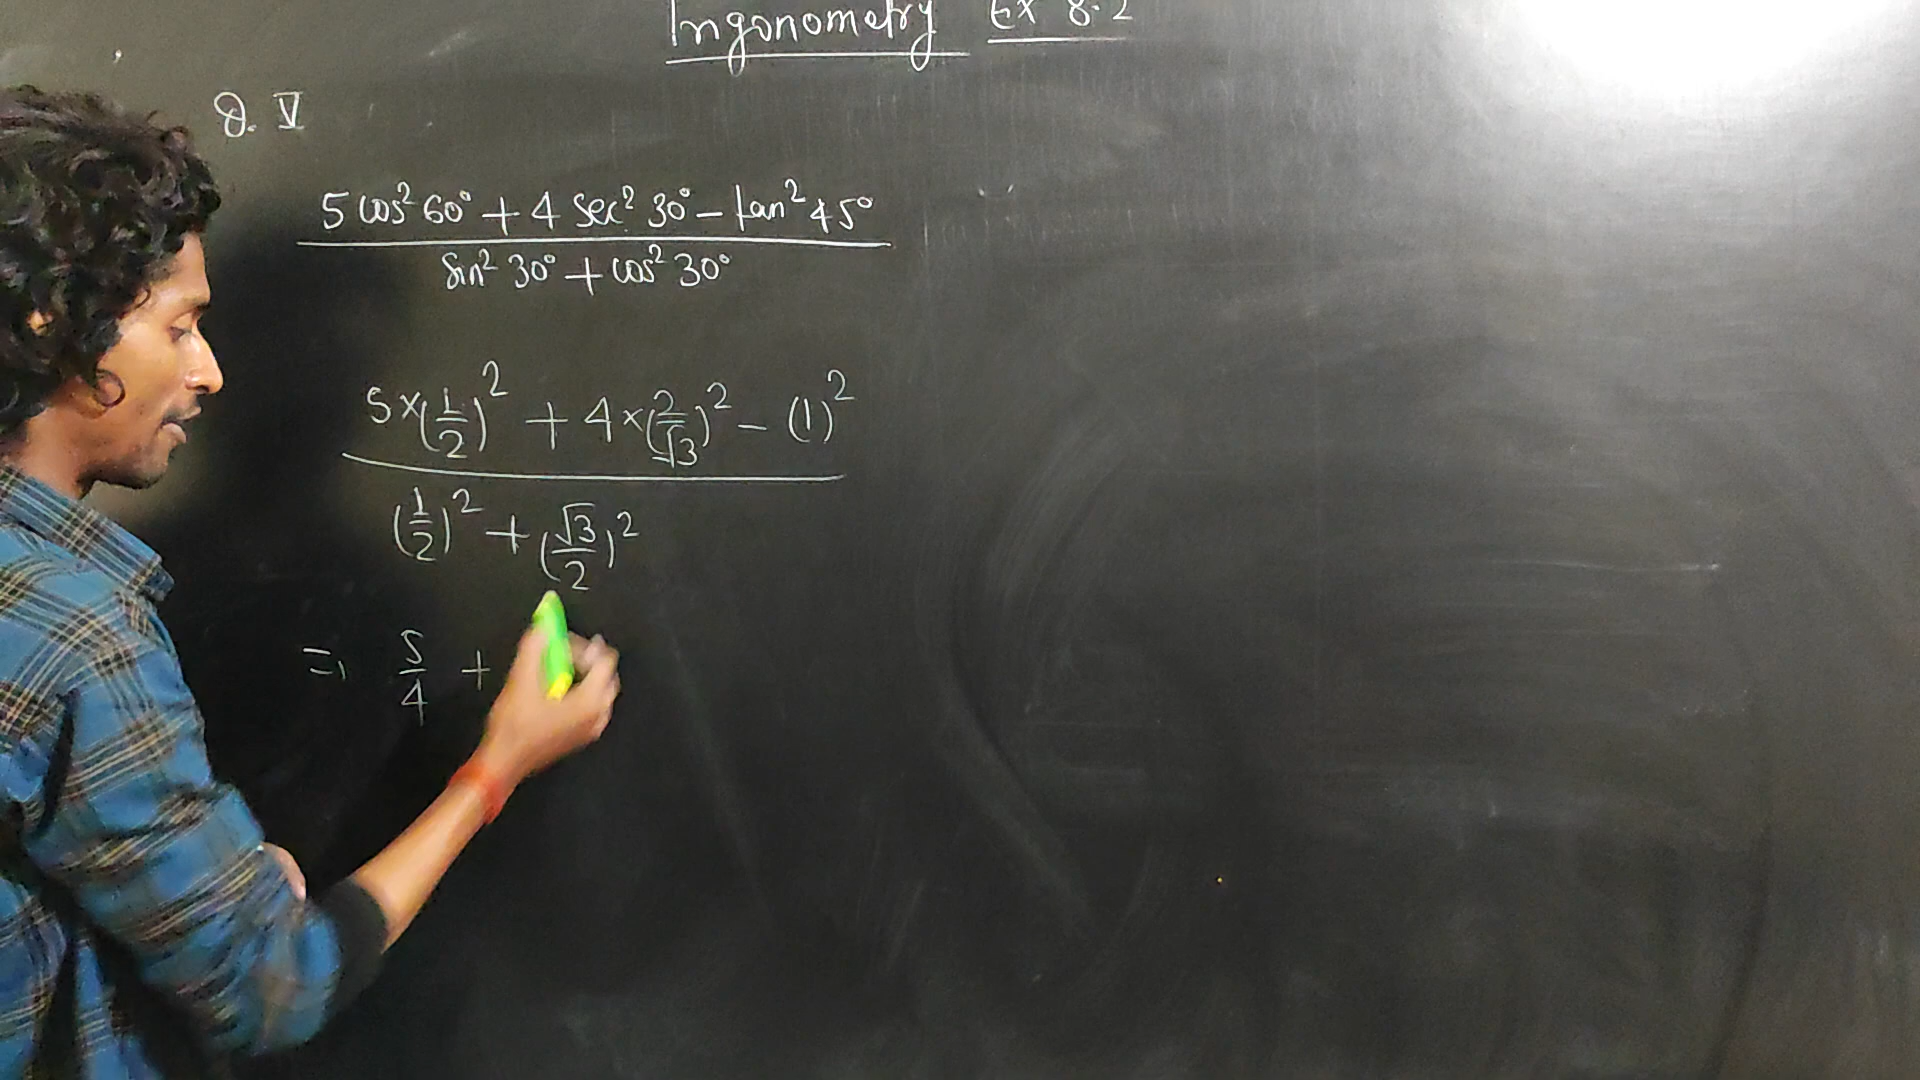 Trigonometry Ex 8.2
Q. V
5 cos² 60° + 4 sec² 30° – tan² 45°
sin² 30° + cos² 30°
5×(1/2)² + 4×(2/√3)² – (1)²
(1/2)² + (√3/2)²
⇒ 5/4 +